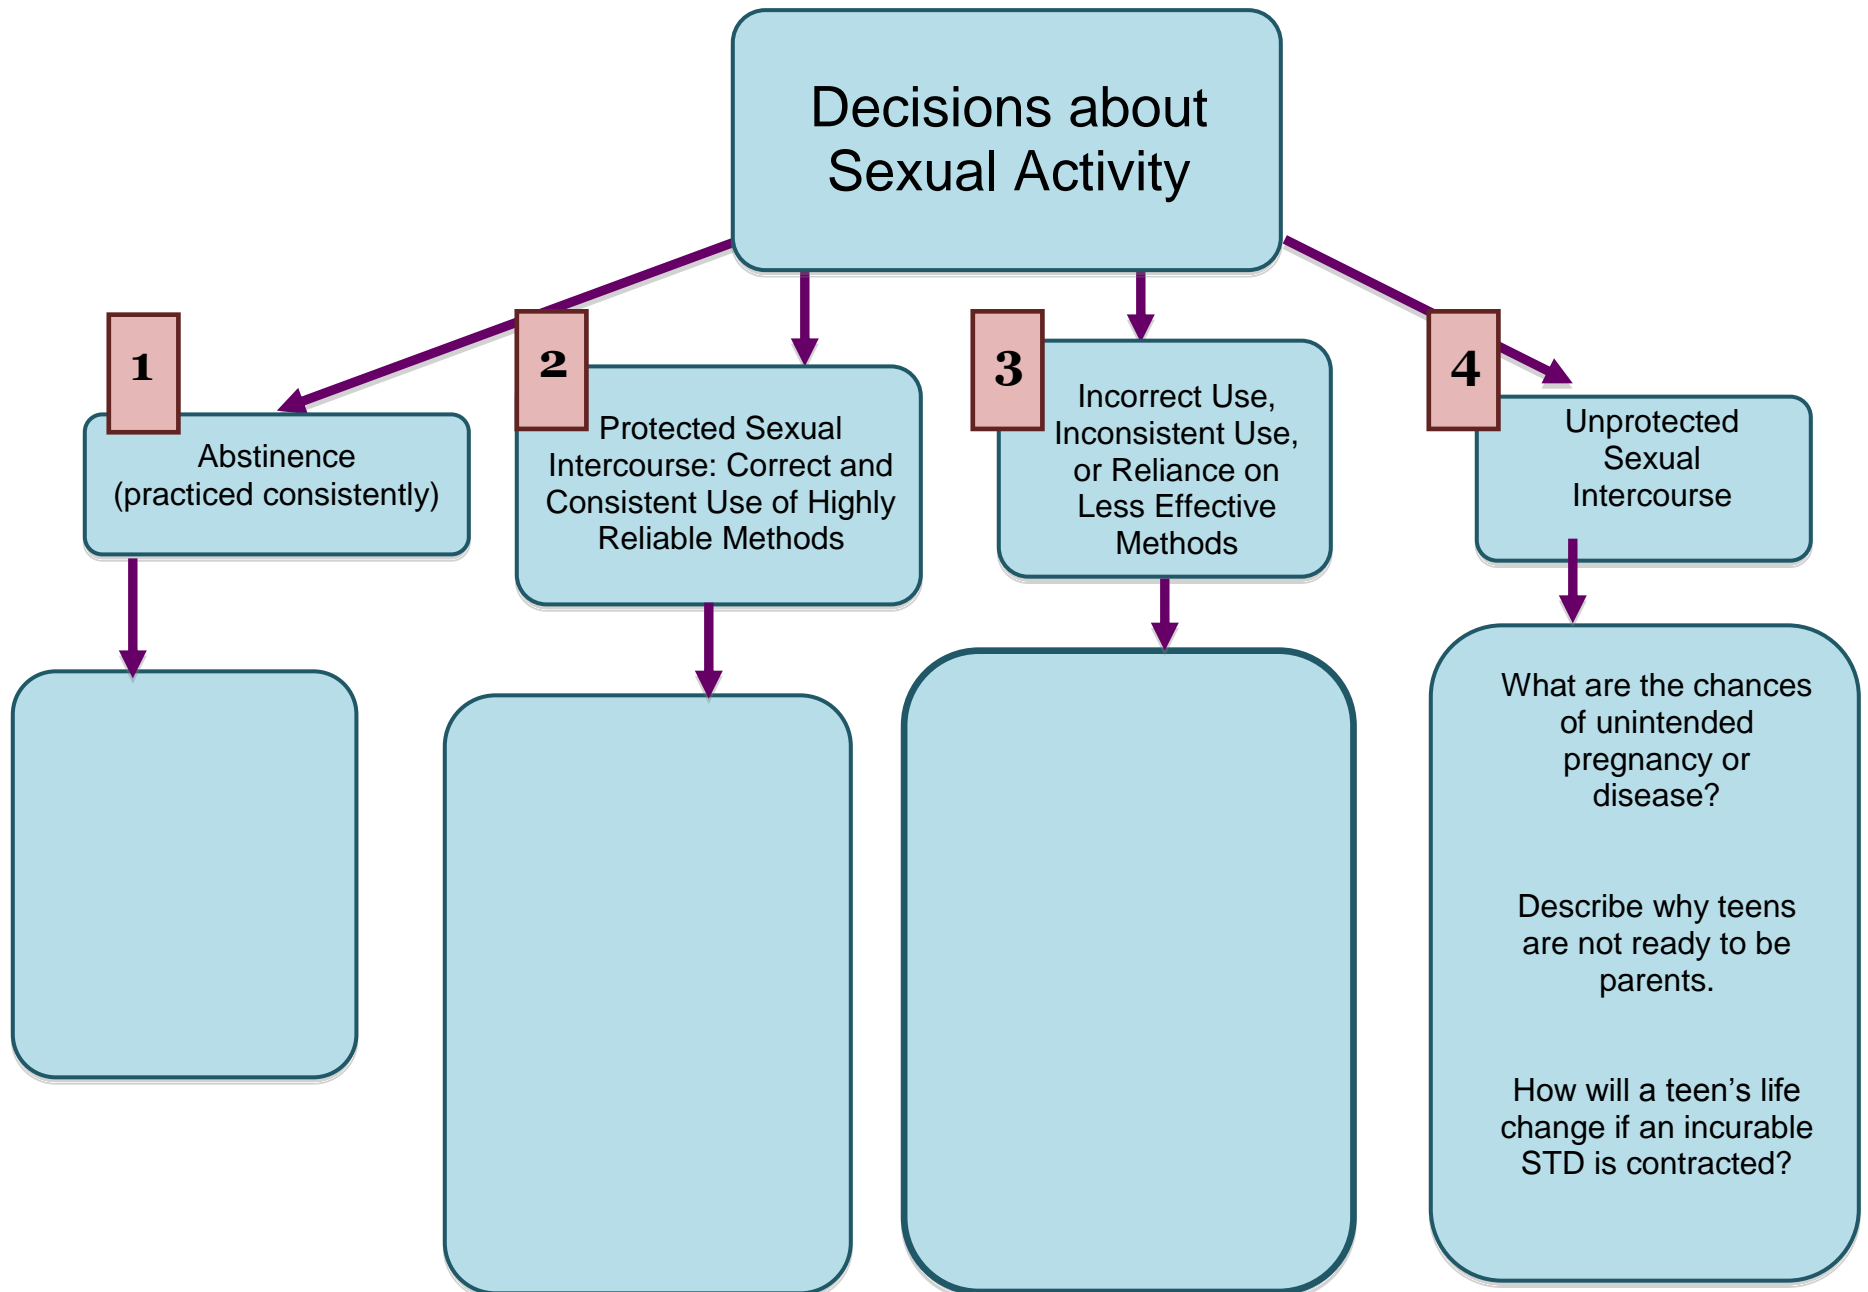 Decisions about
Sexual Activity
1
Abstinence
(practiced consistently)
2
Protected Sexual
Intercourse: Correct and
Consistent Use of Highly
Reliable Methods
3
Incorrect Use,
Inconsistent Use,
or Reliance on
Less Effective
Methods
4
Unprotected
Sexual
Intercourse
What are the chances
of unintended
pregnancy or
disease?
Describe why teens
are not ready to be
parents.
How will a teen’s life
change if an incurable
STD is contracted?